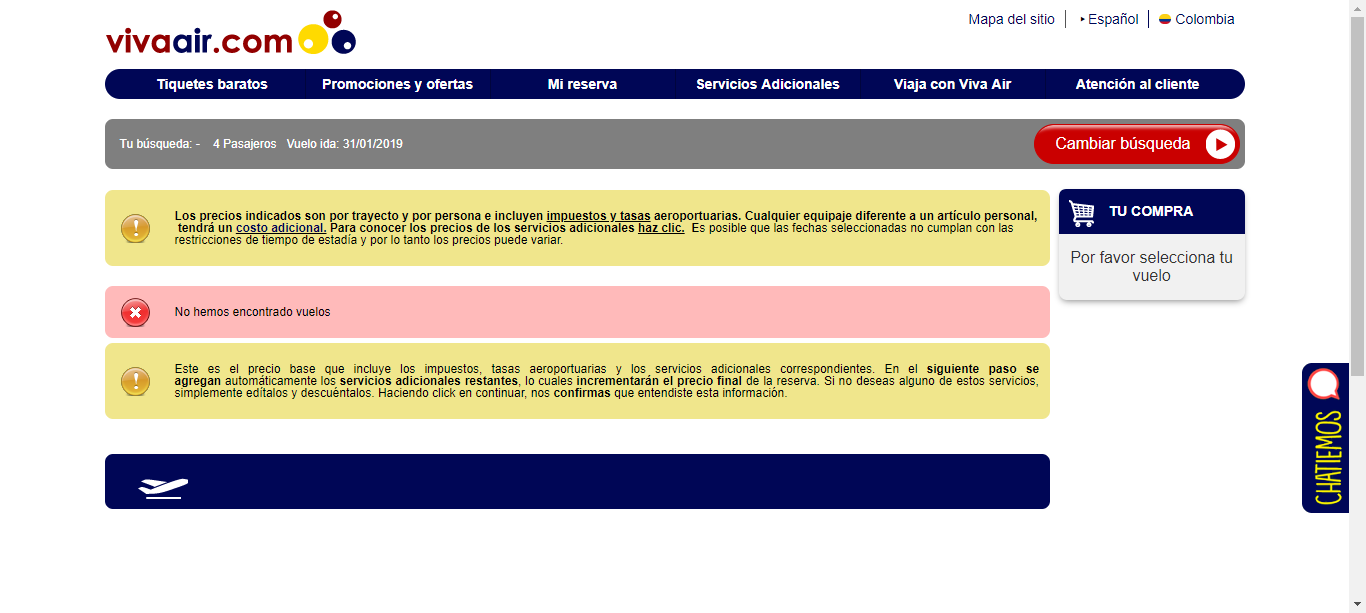 vivaair.com
Mapa del sitio
Español
Colombia
Tiquetes baratos
Promociones y ofertas
Mi reserva
Servicios Adicionales
Viaja con Viva Air
Atención al cliente
Tu búsqueda: - 4 Pasajeros Vuelo ida: 31/01/2019
Cambiar búsqueda
Los precios indicados son por trayecto y por persona e incluyen impuestos y tasas aeroportuarias. Cualquier equipaje diferente a un artículo personal,
tendrá un costo adicional. Para conocer los precios de los servicios adicionales haz clic. Es posible que las fechas seleccionadas no cumplan con las
restricciones de tiempo de estadía y por lo tanto los precios puede variar.
TU COMPRA
Por favor selecciona tu
vuelo
No hemos encontrado vuelos
Este es el precio base que incluye los impuestos, tasas aeroportuarias y los servicios adicionales correspondientes. En el siguiente paso se
agregan automáticamente los servicios adicionales restantes, lo cuales incrementarán el precio final de la reserva. Si no deseas alguno de estos servicios,
simplemente edítalos y descuéntalos. Haciendo click en continuar, nos confirmas que entendiste esta información.
CHATIEMOS